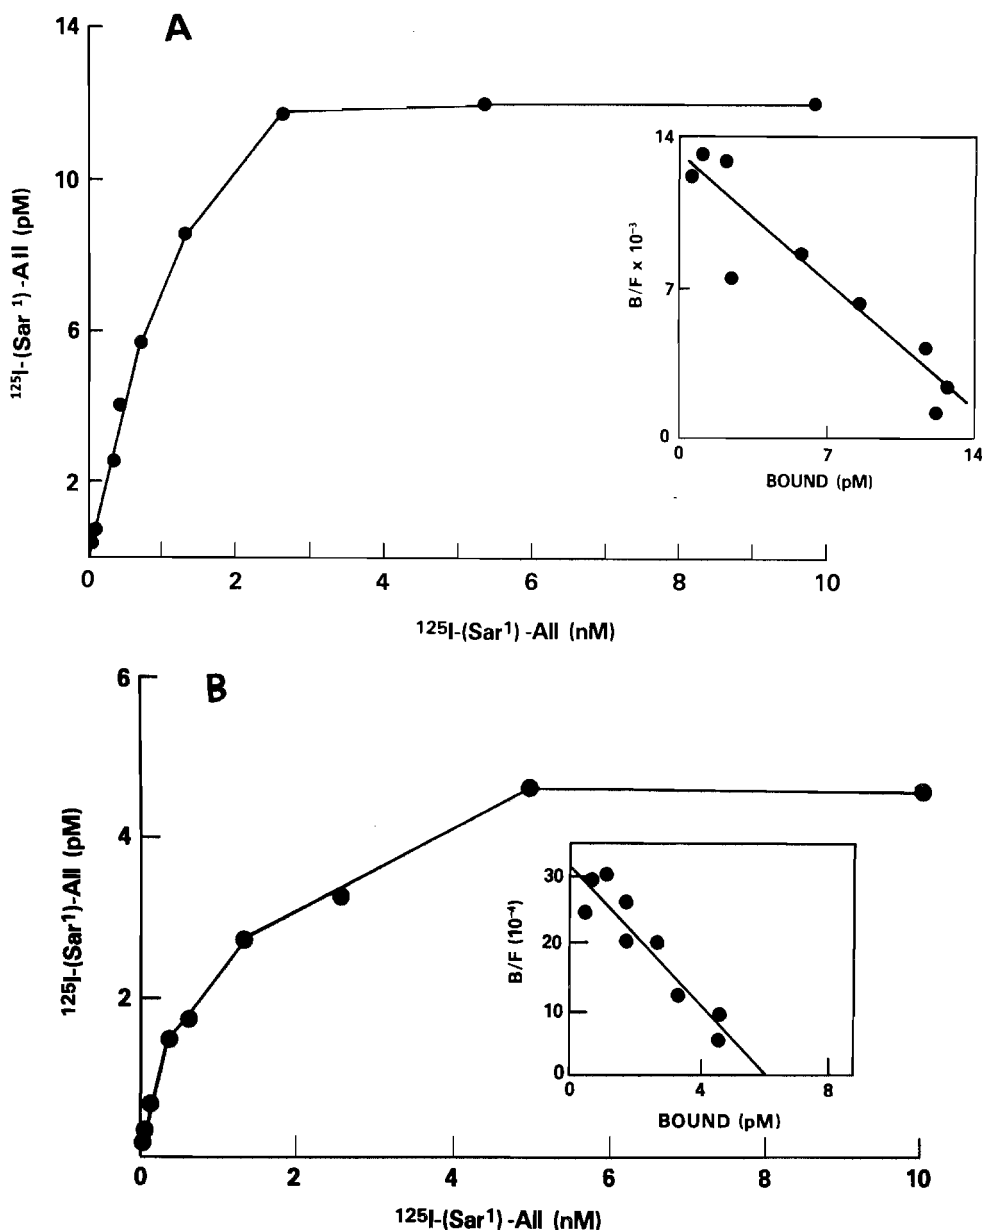 A
14
10
6
2
¹²⁵I-(Sar¹)-AII (pM)
0 2 4 6 8 10
¹²⁵I-(Sar¹)-AII (nM)
14
7
0
B/F x 10⁻³
0 7 14
BOUND (pM)
B
6
4
2
0 2 4 6 8 10
¹²⁵I-(Sar¹)-AII (pM)
¹²⁵I-(Sar¹)-AII (nM)
30
20
10
0
B/F (10⁻⁴)
0 4 8
BOUND (pM)